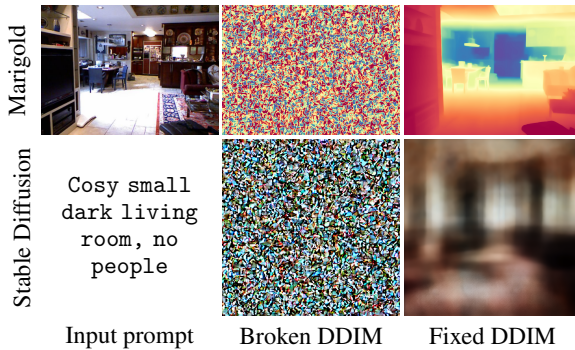 Marigold
Stable Diffusion
Cosy small
dark living
room, no
people
Input prompt
Broken DDIM
Fixed DDIM